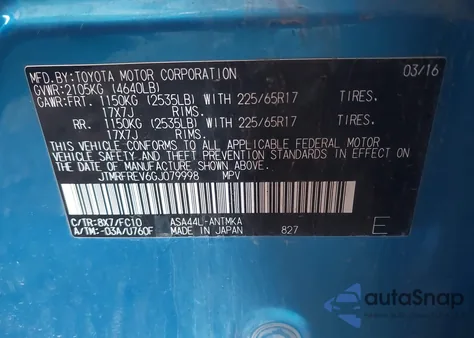 MFD.BY:TOYOTA MOTOR CORPORATION 03/16
GVWR:2105KG (4640LB)
GAWR:FRT. 1150KG (2535LB) WITH 225/65R17 TIRES.
17X7J RIMS.
RR. 1150KG (2535LB) WITH 225/65R17 TIRES.
17X7J RIMS.
THIS VEHICLE CONFORMS TO ALL APPLICABLE FEDERAL MOTOR
VEHICLE SAFETY AND BUMPER STANDARDS IN EFFECT ON
THE DATE OF MANUFACTURE SHOWN ABOVE.
JTMRFREV6GJ079998 MPV
C/TR:8X7/FC10 ASA44L-ANTMKA
A/TM:-03A/U760F MADE IN JAPAN 827 E
autoSnap